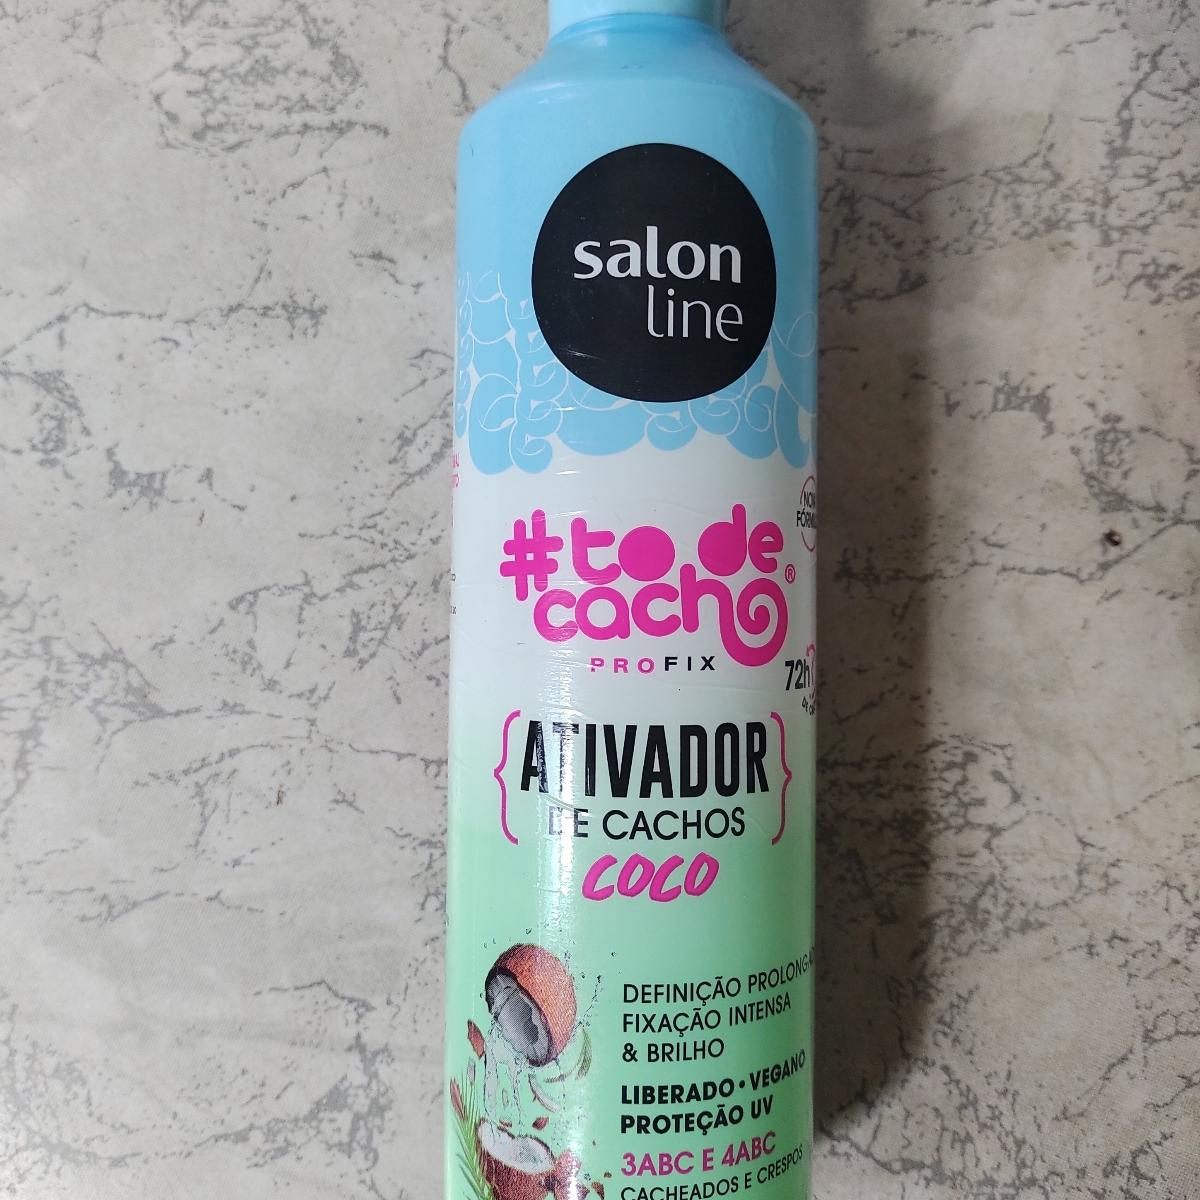 salon
line
#to de
cacho®
PROFIX
72h
{ATIVADOR
DE CACHOS}
COCO
DEFINIÇÃO
FIXAÇÃO INTENSA
& BRILHO
LIBERADO • VEGANO
PROTEÇÃO UV
3ABC E 4ABC
CACHEADOS E CRESPOS